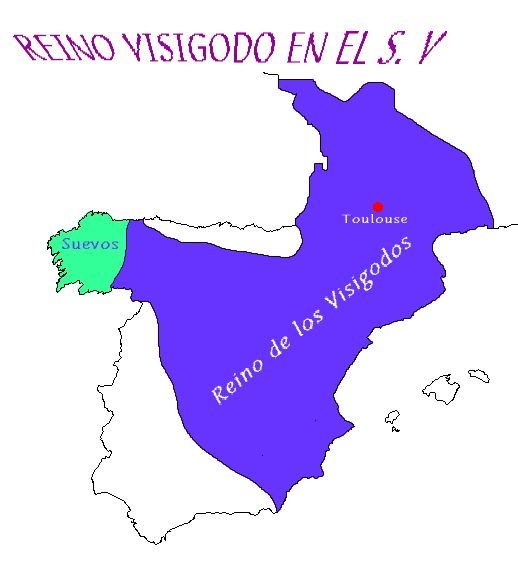 REINO VISIGODO EN EL S. V
Toulouse
Suevos
Reino de los Visigodos